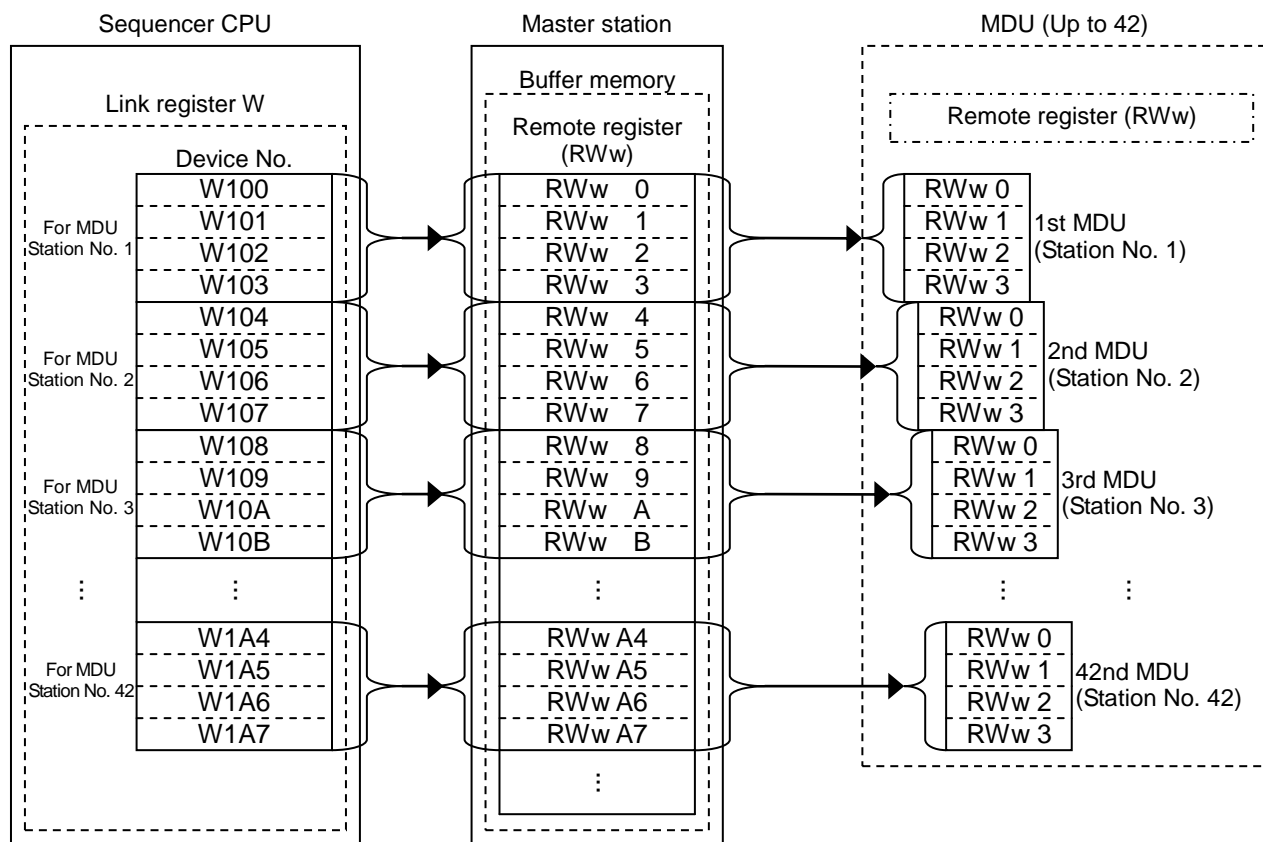 Sequencer CPU
Link register W
Device No.
For MDU
Station No. 1
W100
W101
W102
W103
For MDU
Station No. 2
W104
W105
W106
W107
For MDU
Station No. 3
W108
W109
W10A
W10B
⋮ ⋮
For MDU
Station No. 42
W1A4
W1A5
W1A6
W1A7
Master station
Buffer memory
Remote register
(RWw)
RWw 0
RWw 1
RWw 2
RWw 3
RWw 4
RWw 5
RWw 6
RWw 7
RWw 8
RWw 9
RWw A
RWw B
⋮
RWw A4
RWw A5
RWw A6
RWw A7
⋮
MDU (Up to 42)
Remote register (RWw)
RWw 0
RWw 1
RWw 2
RWw 3
1st MDU
(Station No. 1)
RWw 0
RWw 1
RWw 2
RWw 3
2nd MDU
(Station No. 2)
RWw 0
RWw 1
RWw 2
RWw 3
3rd MDU
(Station No. 3)
⋮ ⋮
RWw 0
RWw 1
RWw 2
RWw 3
42nd MDU
(Station No. 42)